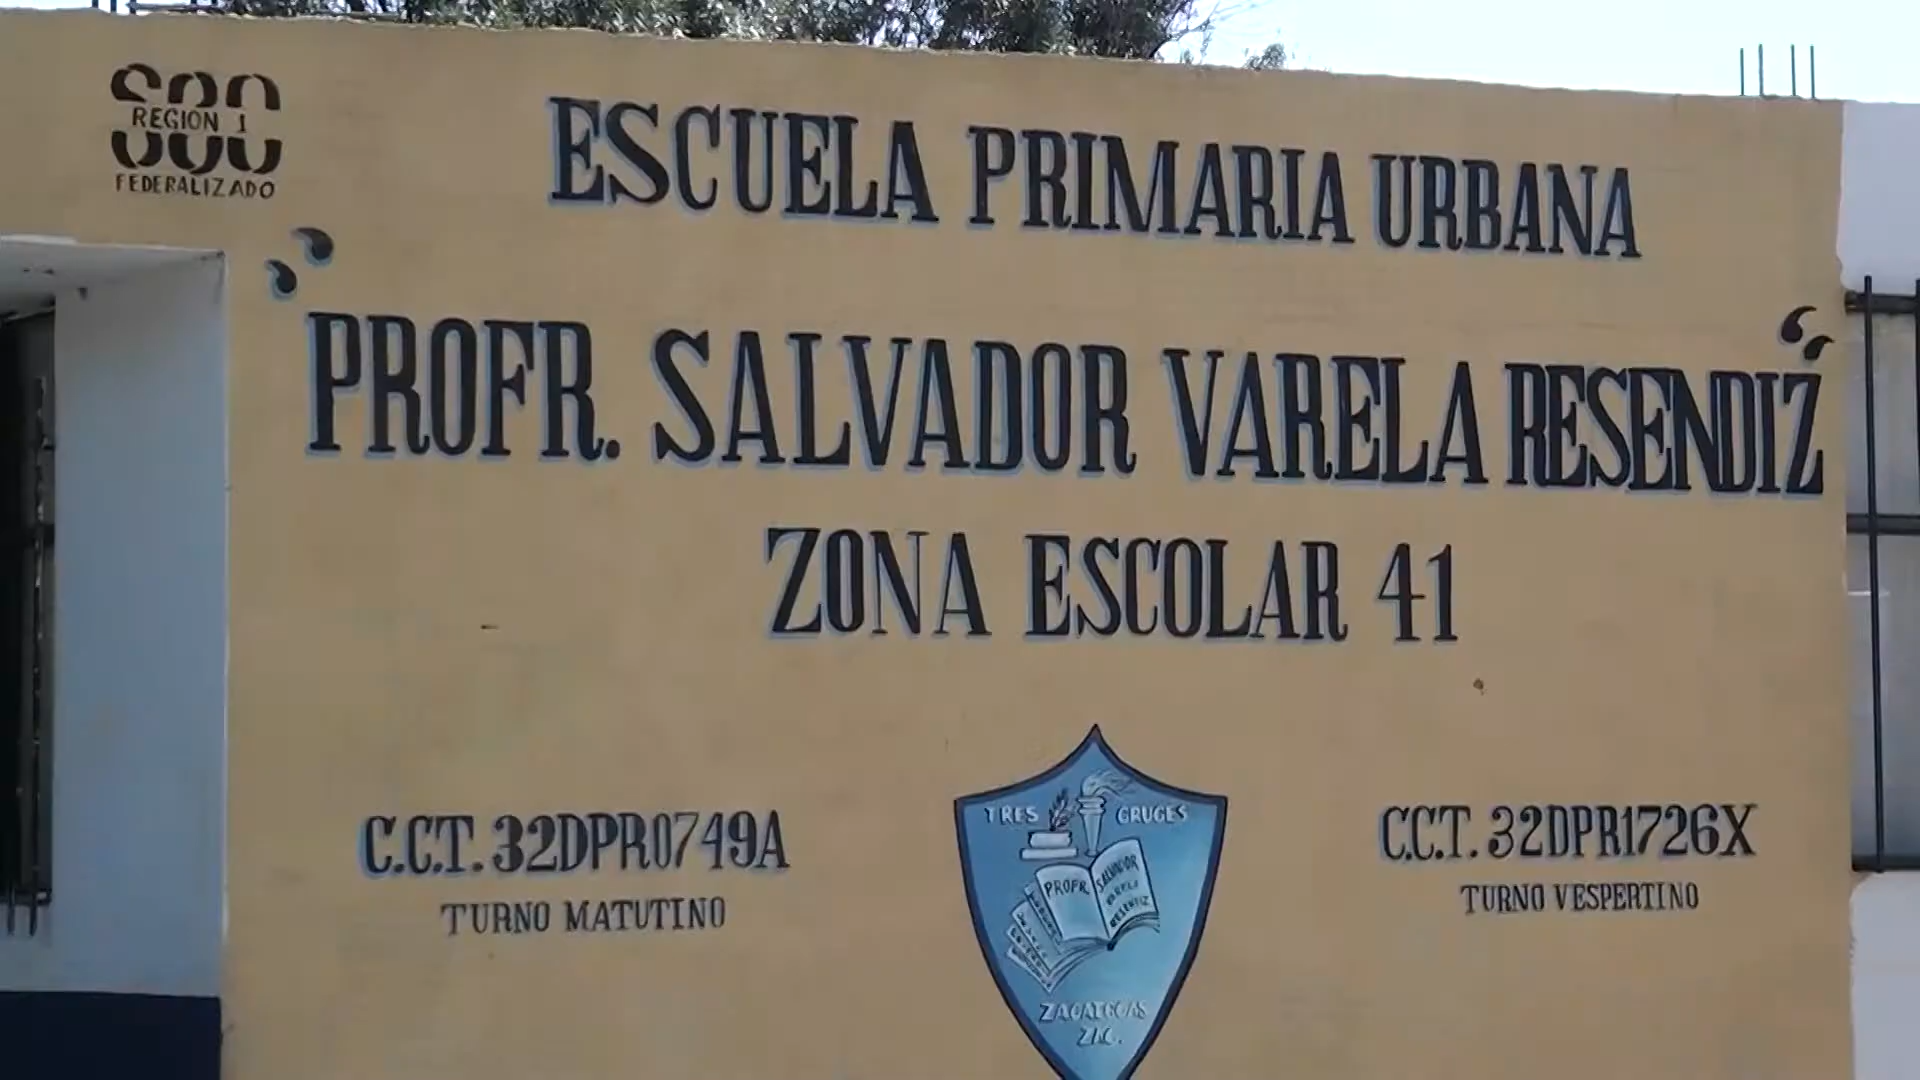 SEC
REGION 1
FEDERALIZADO
ESCUELA PRIMARIA URBANA
"PROFR. SALVADOR VARELA RESENDIZ"
ZONA ESCOLAR 41
C.C.T. 32DPR0749A
TURNO MATUTINO
TRES CRUCES
PROFR. SALVADOR
VARELA
RESENDIZ
ZACATECAS
ZAC.
C.C.T. 32DPR1726X
TURNO VESPERTINO